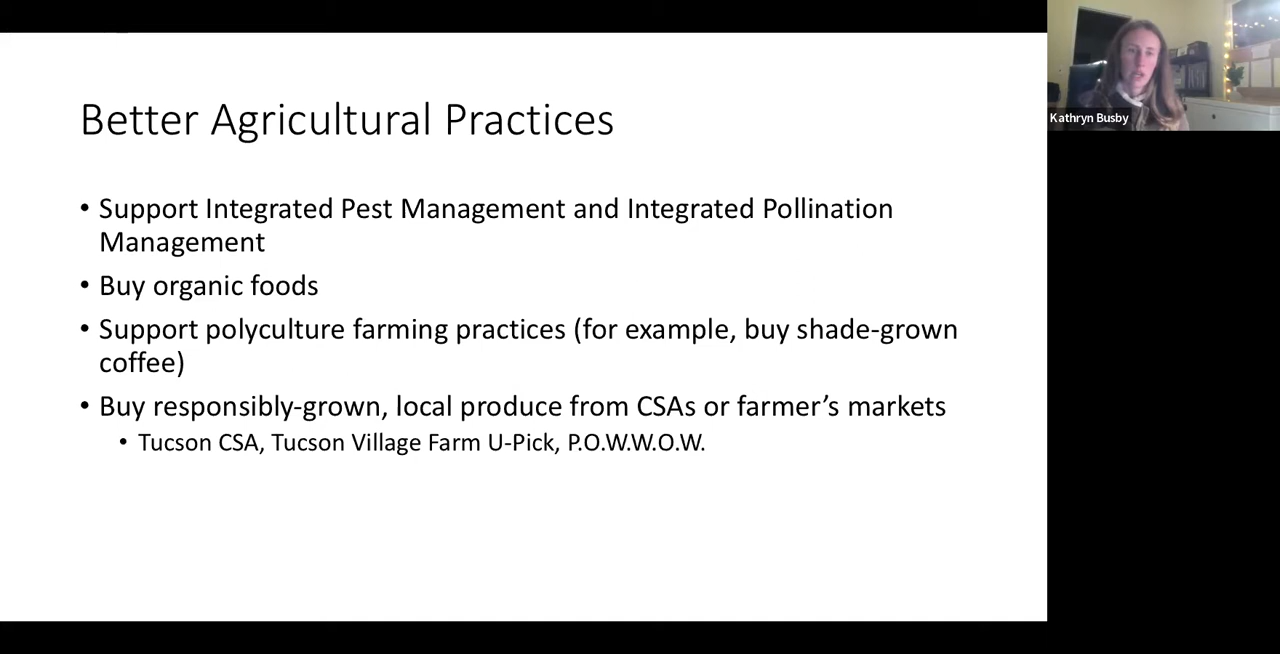 Better Agricultural Practices
• Support Integrated Pest Management and Integrated Pollination
Management
• Buy organic foods
• Support polyculture farming practices (for example, buy shade-grown
coffee)
• Buy responsibly-grown, local produce from CSAs or farmer’s markets
• Tucson CSA, Tucson Village Farm U-Pick, P.O.W.W.O.W.
Kathryn Busby